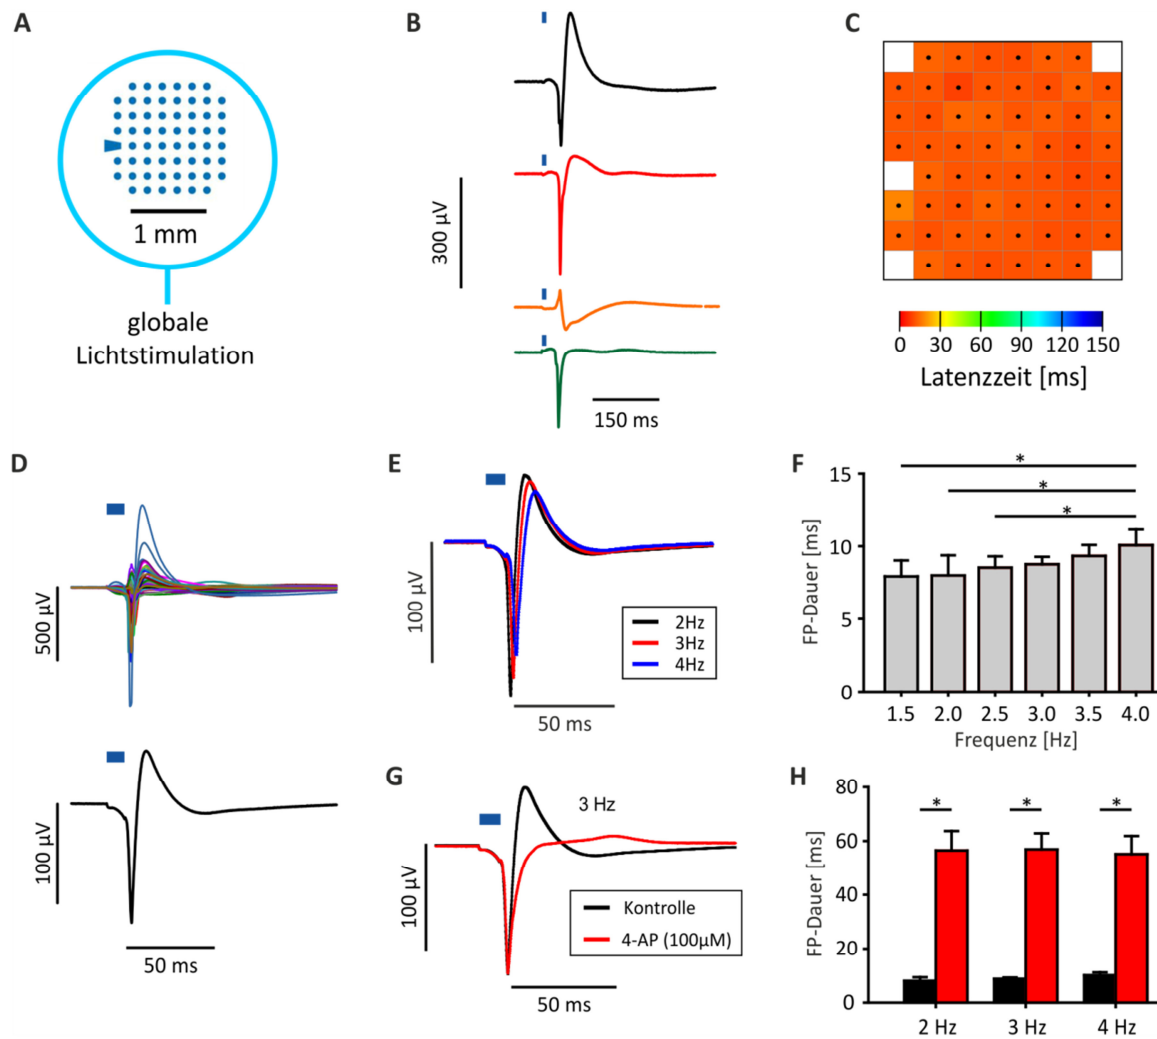 A
1 mm
globale
Lichtstimulation
B
300 µV
150 ms
C
0 30 60 90 120 150
Latenzzeit [ms]
D
500 µV
100 µV
50 ms
E
100 µV
2Hz
3Hz
4Hz
50 ms
F
*
*
*
15
10
5
0
FP-Dauer [ms]
1.5 2.0 2.5 3.0 3.5 4.0
Frequenz [Hz]
G
3 Hz
100 µV
Kontrolle
4-AP (100µM)
50 ms
H
80
60
40
20
0
FP-Dauer [ms]
* * *
2 Hz 3 Hz 4 Hz